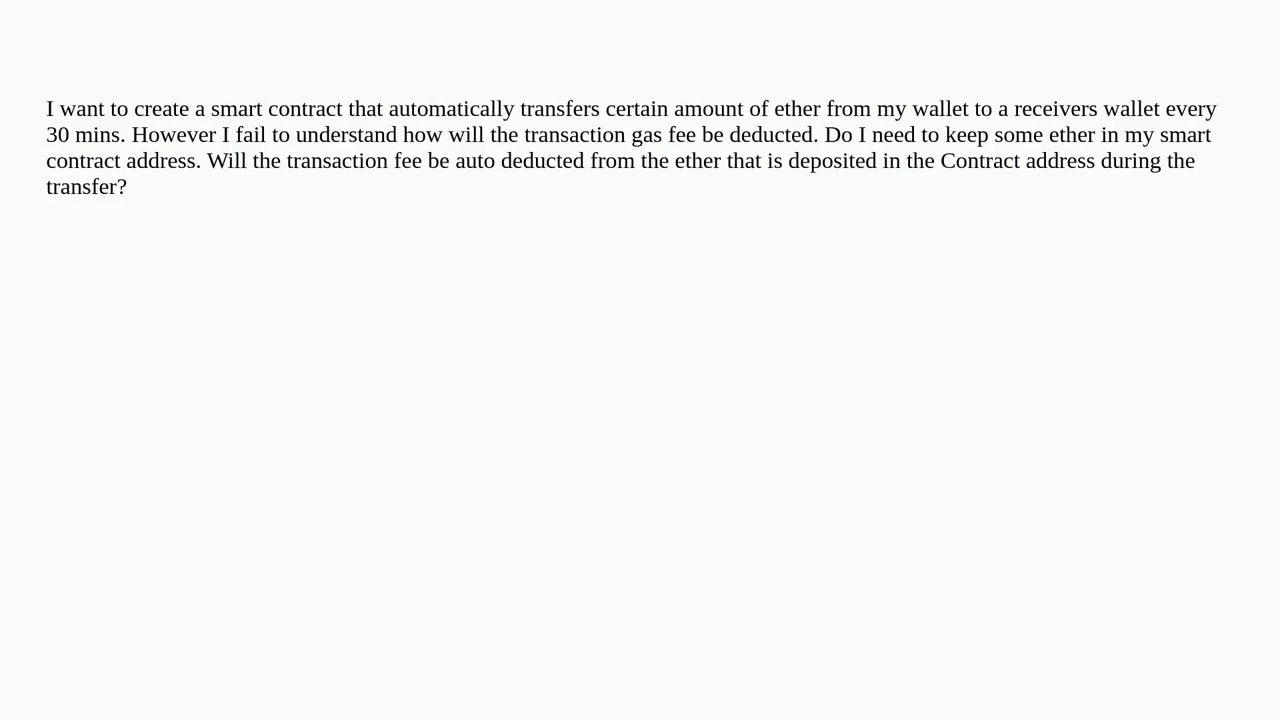 I want to create a smart contract that automatically transfers certain amount of ether from my wallet to a receivers wallet every
30 mins. However I fail to understand how will the transaction gas fee be deducted. Do I need to keep some ether in my smart
contract address. Will the transaction fee be auto deducted from the ether that is deposited in the Contract address during the
transfer?